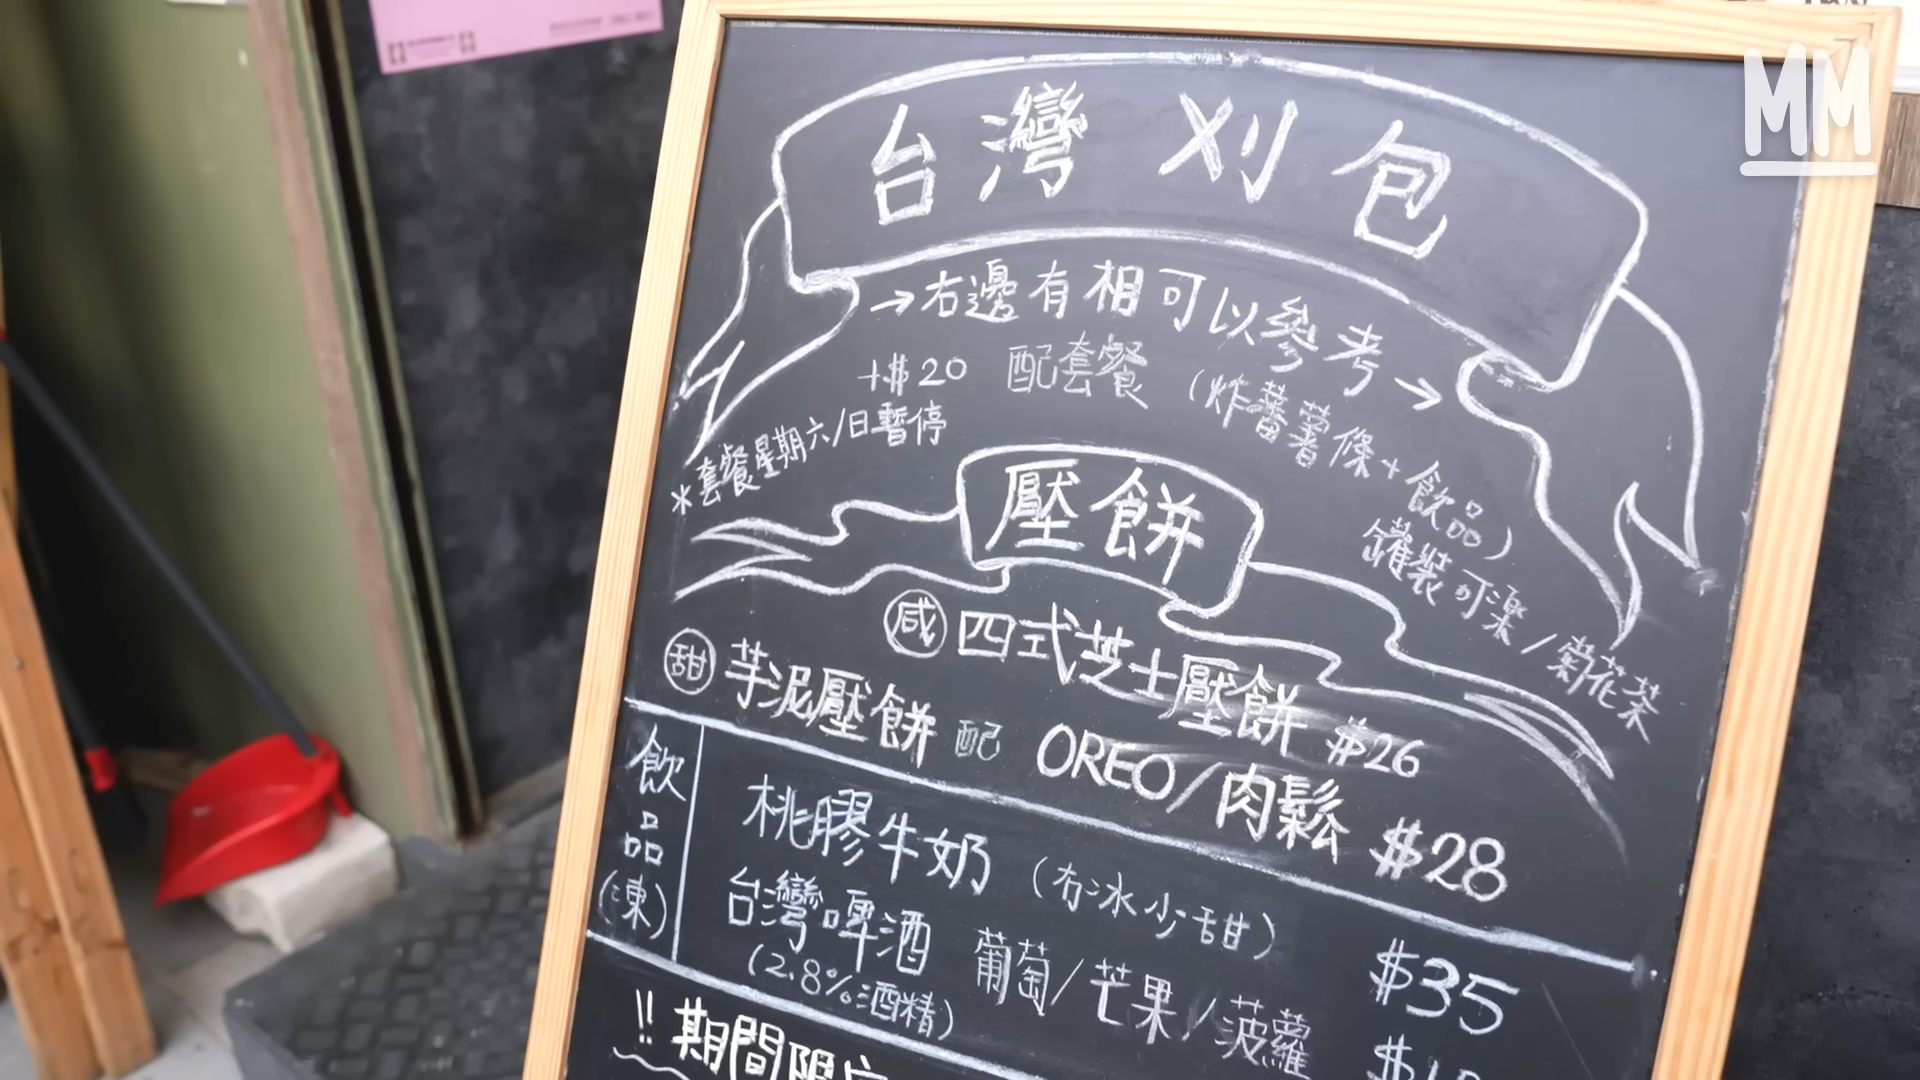 MM
台灣刈包
→右邊有相可以參考→
+$20 配套餐 (炸蕃薯條+飲品)
罐裝可樂/菊花茶
*套餐星期六/日暫停
壓餅
咸 四式芝士壓餅 $26
甜 芋泥壓餅 配 OREO/肉鬆 $28
飲品(凍)
桃膠牛奶 (冇冰少甜) $35
台灣啤酒 葡萄/芒果/菠蘿
(2.8%酒精)
!! 期間限定